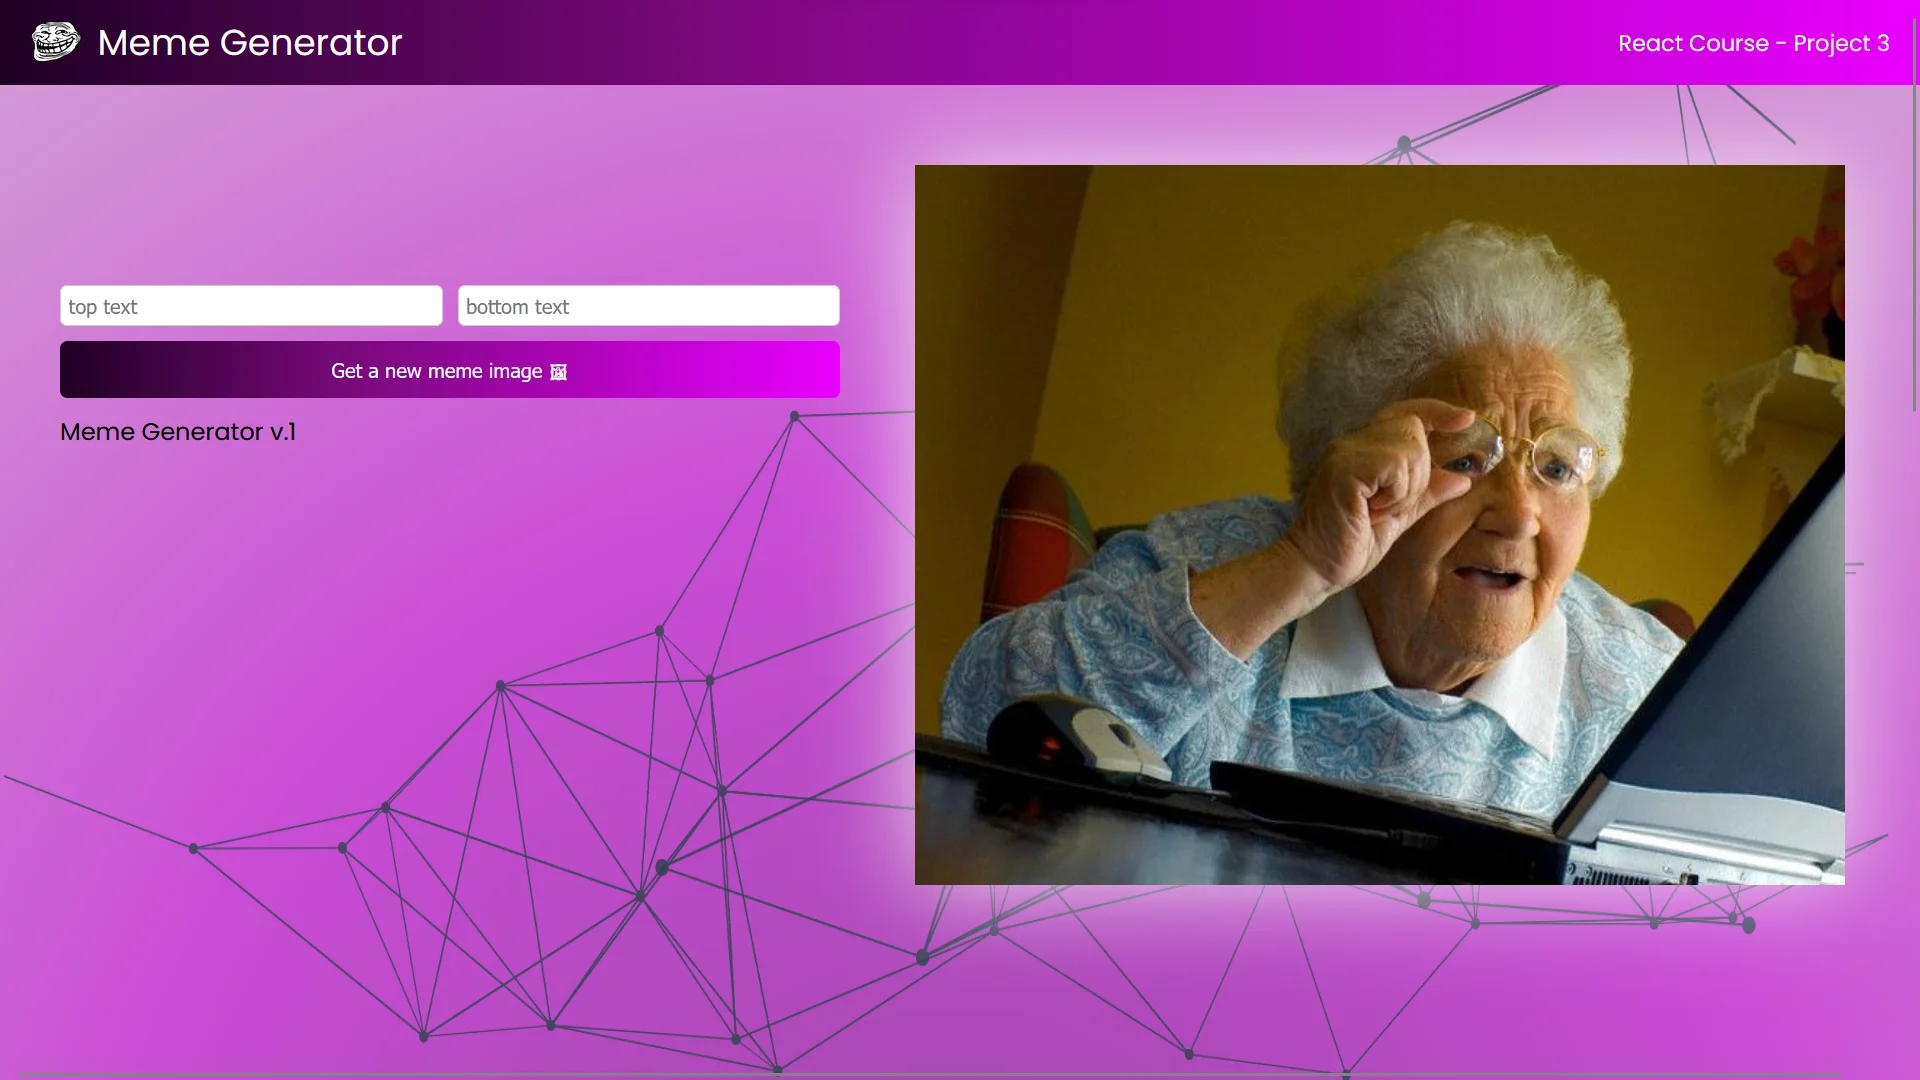 Meme Generator
React Course - Project 3
top text
bottom text
Get a new meme image 🖼
Meme Generator v.1